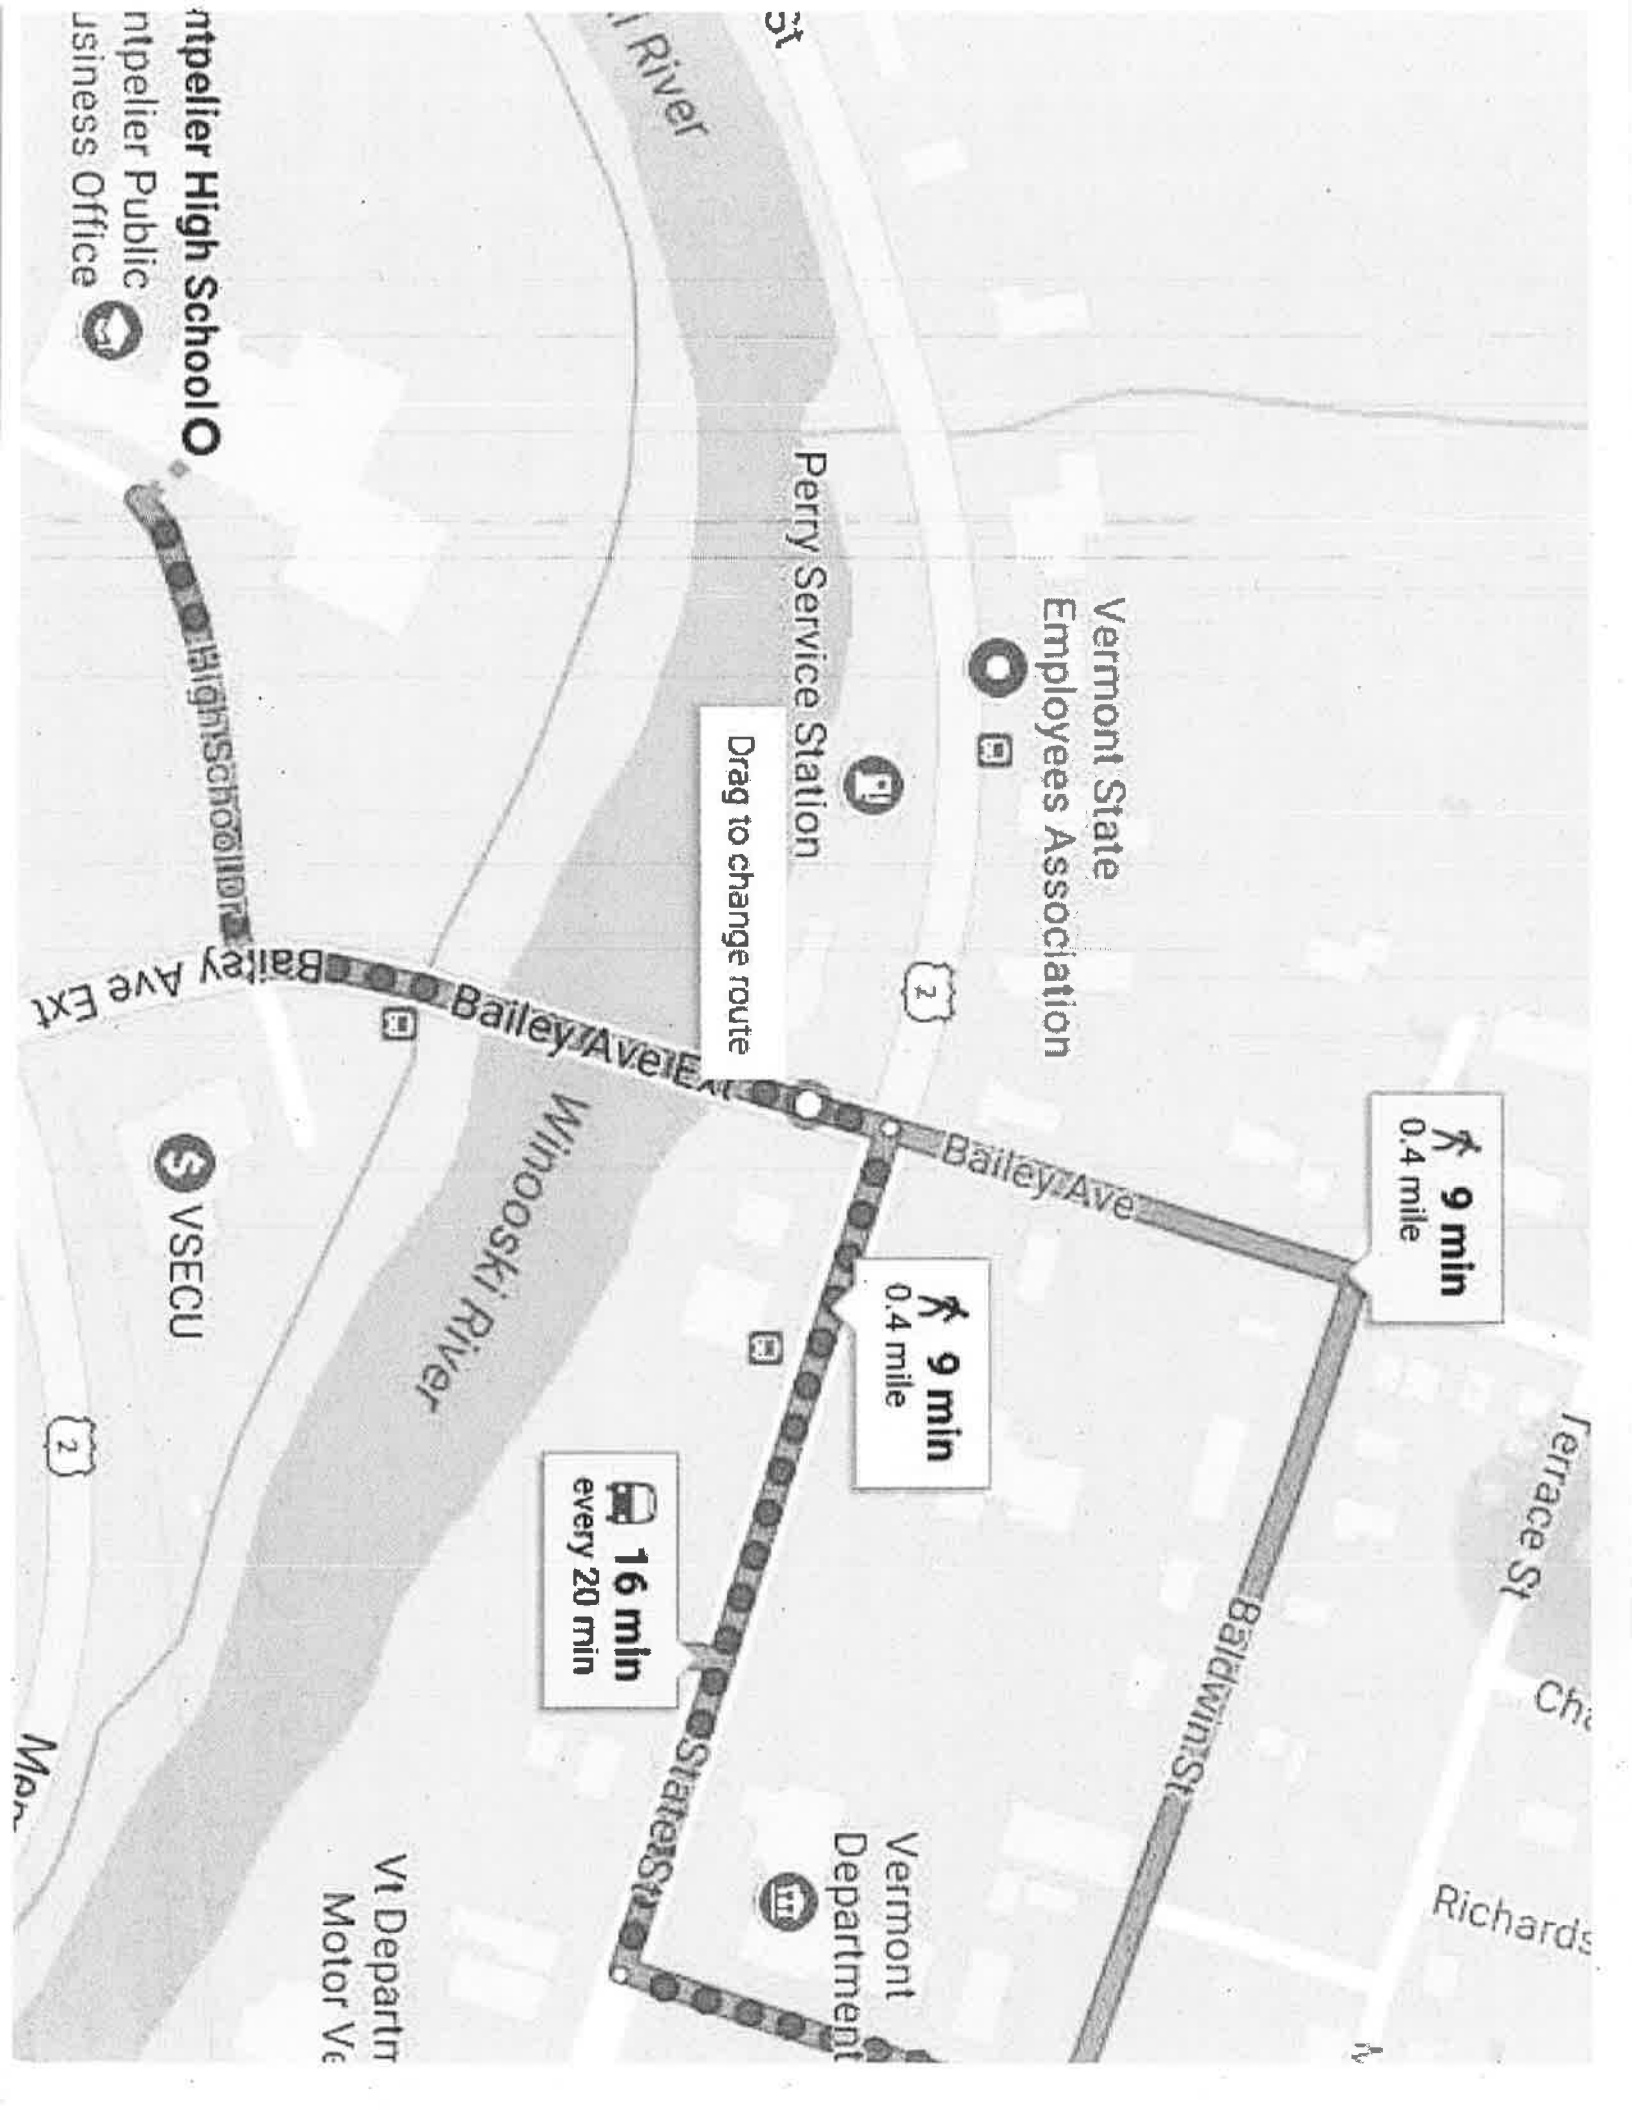 St
i River
ntpelier High School
ntpelier Public
usiness Office
Perry Service Station
Vermont State
Employees Association
Drag to change route
High School Dr
Bailey Ave Ext
Bailey Ave Ext
2
Bailey Ave
9 min
0.4 mile
9 min
0.4 mile
Winooski River
$ VSECU
16 min
every 20 min
2
Terrace St
Baldwin St
State St
Cha
Richards
Vermont
Department
Vt Departm
Motor Ve